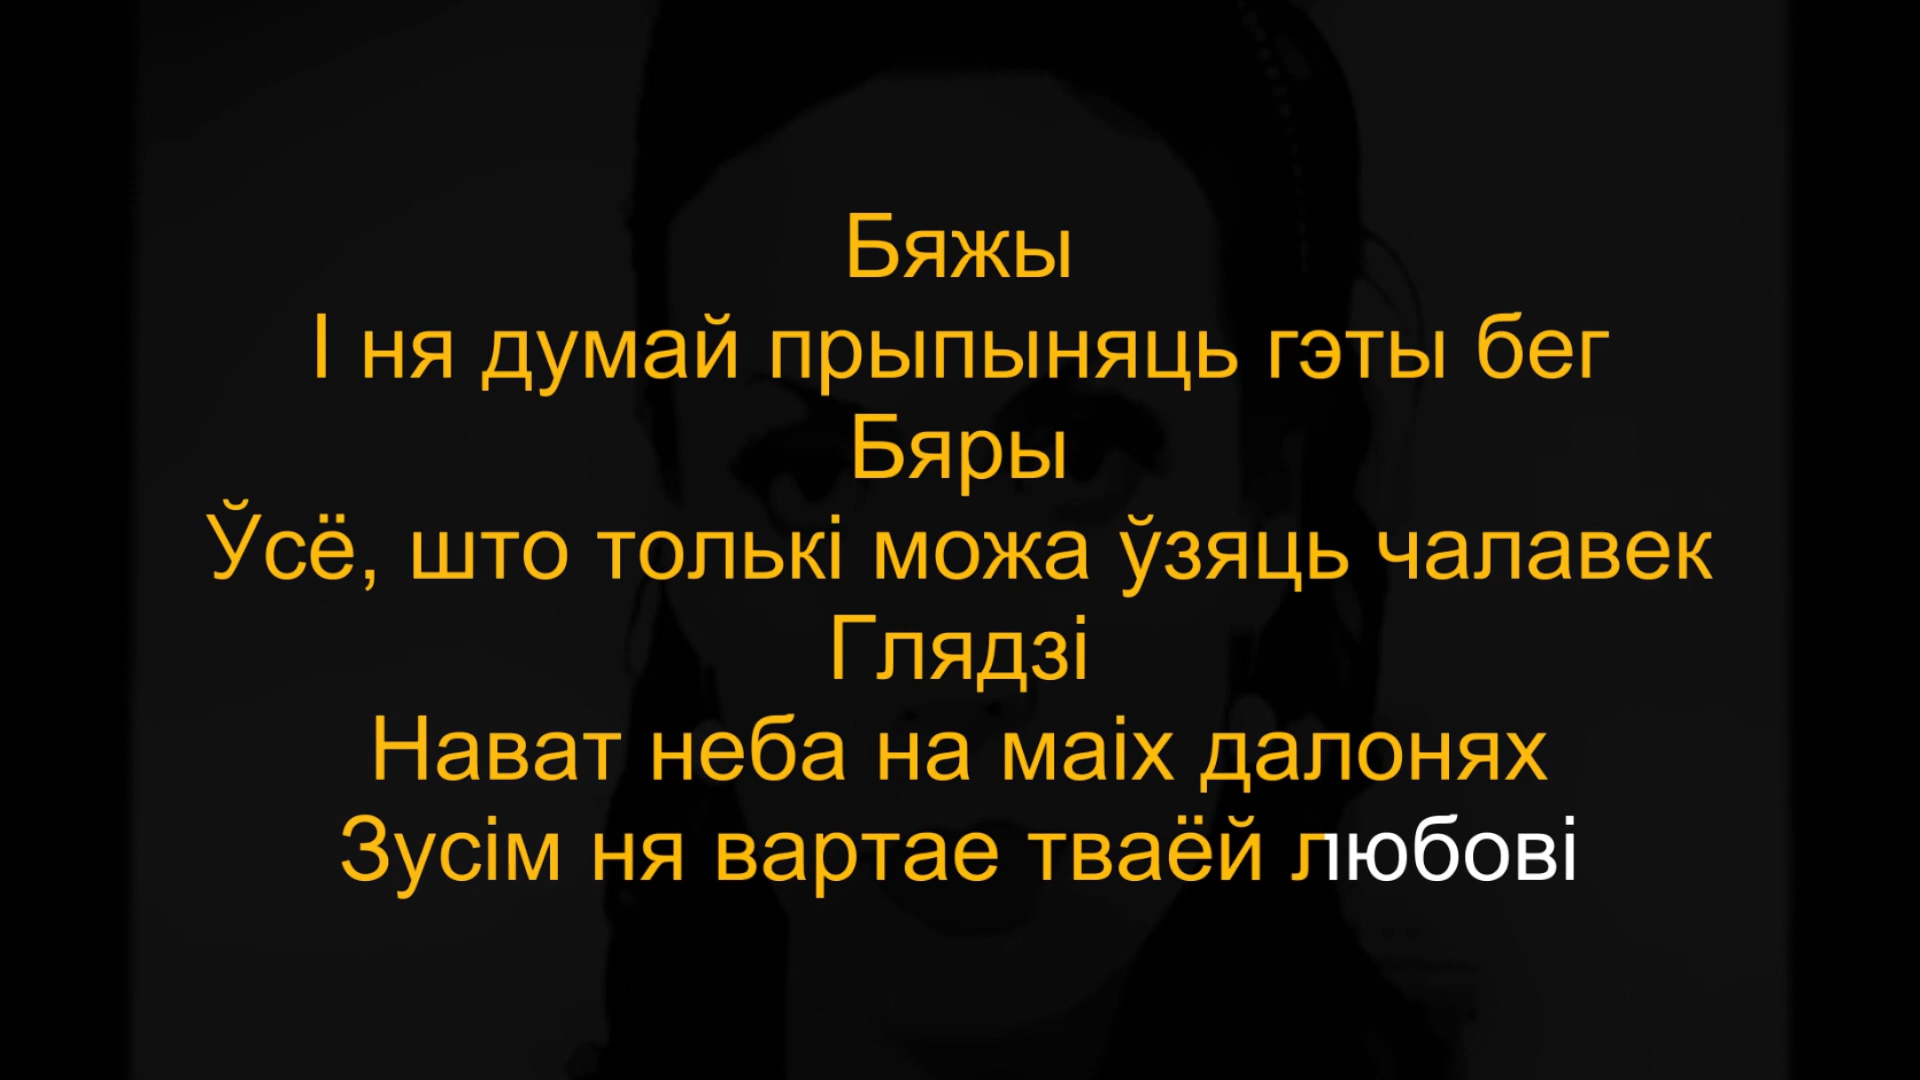 Бяжы
І ня думай прыпыняць гэты бег
Бяры
Ўсё, што толькі можа ўзяць чалавек
Глядзі
Нават неба на маіх далонях
Зусім ня вартае тваёй любові